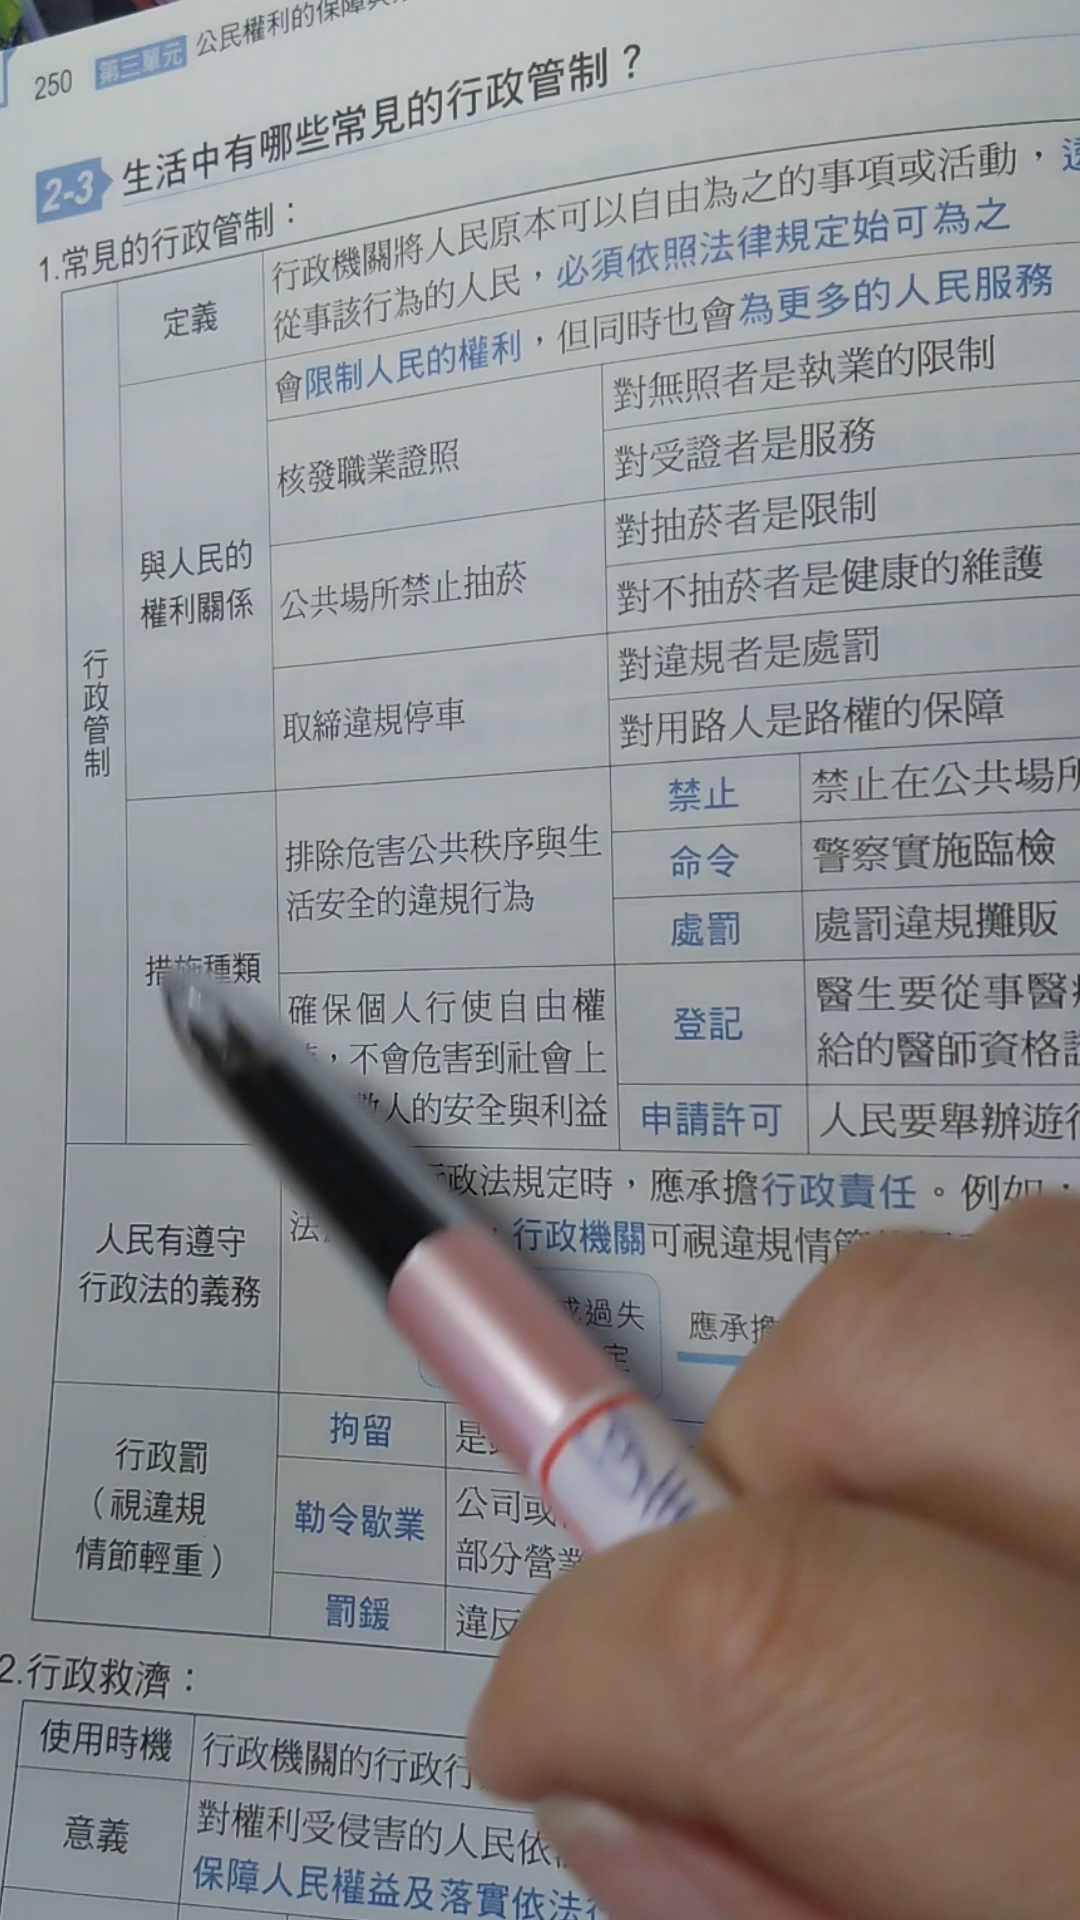 250 第三單元 公民權利的保障與
2-3 生活中有哪些常見的行政管制？
1.常見的行政管制：
行政管制
定義
行政機關將人民原本可以自由為之的事項或活動，
從事該行為的人民，必須依照法律規定始可為之
與人民的
權利關係
會限制人民的權利，但同時也會為更多的人民服務
核發職業證照
對無照者是執業的限制
對受證者是服務
公共場所禁止抽菸
對抽菸者是限制
對不抽菸者是健康的維護
取締違規停車
對違規者是處罰
對用路人是路權的保障
措施種類
排除危害公共秩序與生
活安全的違規行為
禁止
禁止在公共場所
命令
警察實施臨檢
處罰
處罰違規攤販
確保個人行使自由權
，不會危害到社會上
人的安全與利益
登記
醫生要從事醫
給的醫師資格
申請許可
人民要舉辦遊行
人民有遵守
行政法的義務
政法規定時，應承擔行政責任。例如：
法
行政機關可視違規情
過失
定
應承擔
行政罰
（視違規
情節輕重）
拘留
是
勒令歇業
公司或
部分營業
罰鍰
違反
2.行政救濟：
使用時機
行政機關的行政行
意義
對權利受侵害的人民依
保障人民權益及落實依法